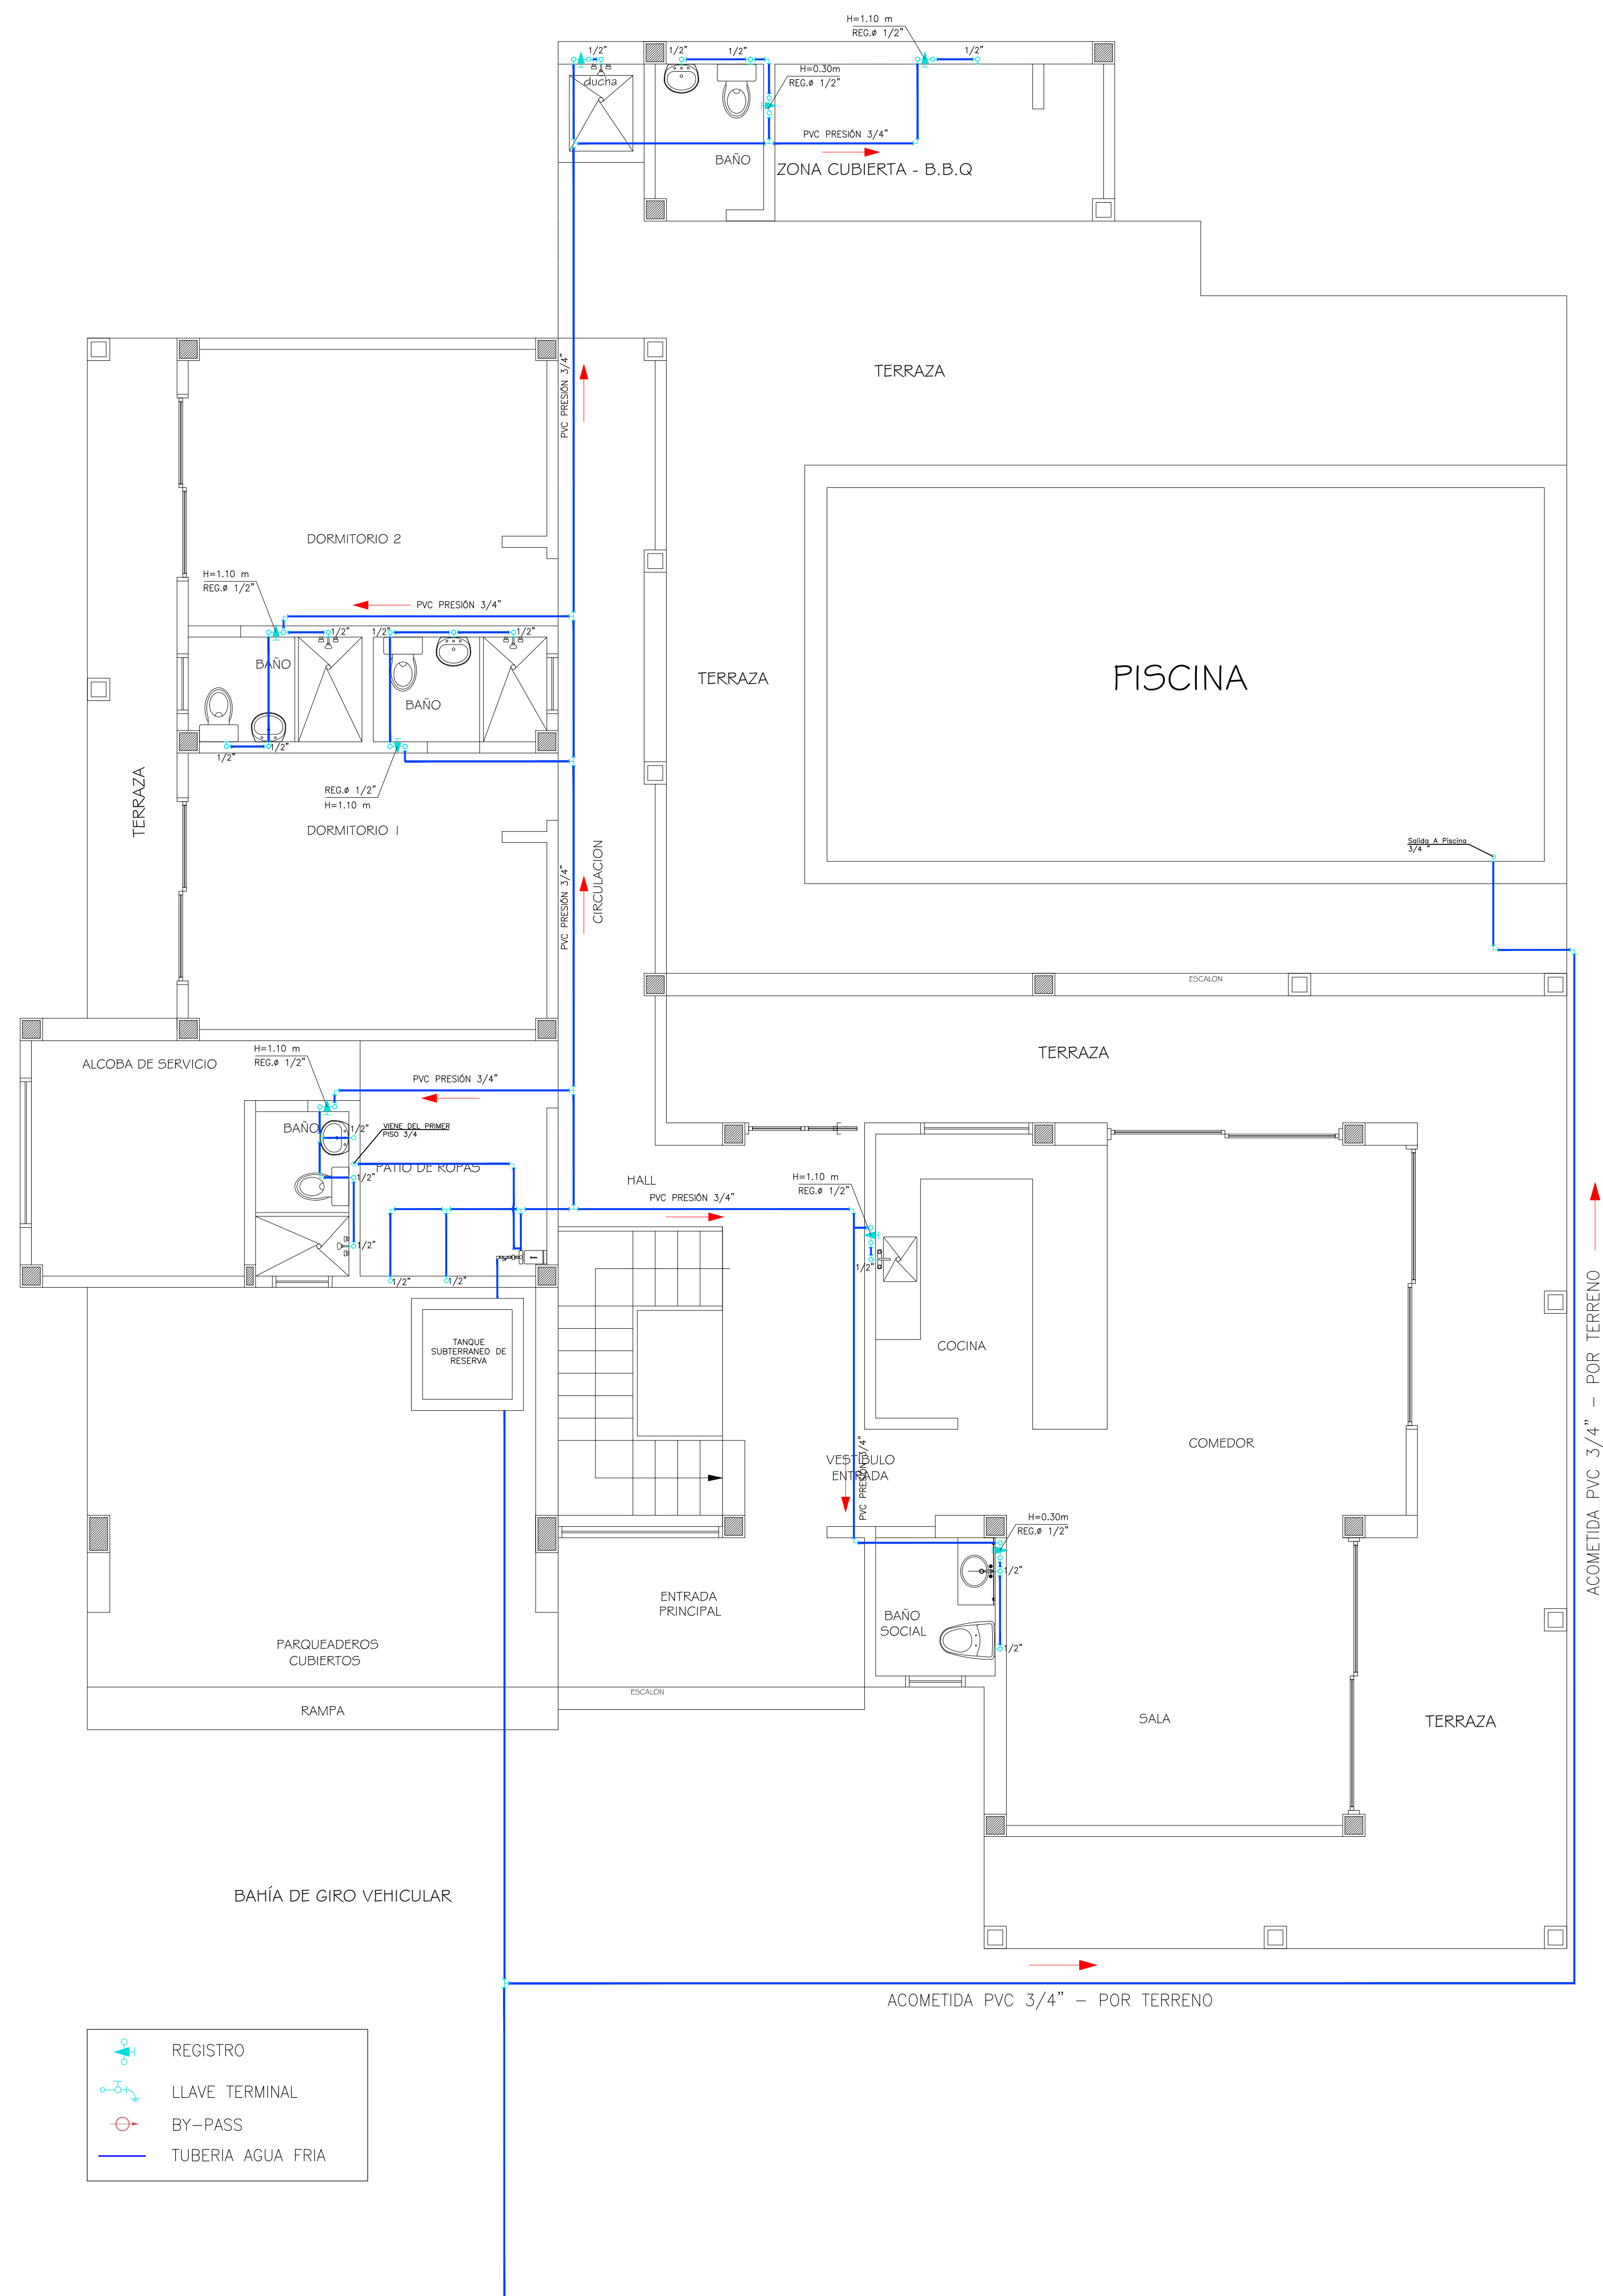 H=1.10 m
REG.ø 1/2"
1/2"
1/2"
1/2"
1/2"
H=0.30m
REG.ø 1/2"
ducha
PVC PRESIÓN 3/4"
BAÑO
ZONA CUBIERTA - B.B.Q
TERRAZA
PVC PRESIÓN 3/4"
DORMITORIO 2
H=1.10 m
REG.ø 1/2"
PVC PRESIÓN 3/4"
1/2"
1/2"
1/2"
BAÑO
BAÑO
TERRAZA
PISCINA
1/2"
1/2"
TERRAZA
REG.ø 1/2"
H=1.10 m
DORMITORIO 1
Salida A Piscina
3/4 "
PVC PRESIÓN 3/4"
CIRCULACION
ESCALON
ALCOBA DE SERVICIO
H=1.10 m
REG.ø 1/2"
PVC PRESIÓN 3/4"
TERRAZA
BAÑO
1/2"
VIENE DEL PRIMER
PISO 3/4
PATIO DE ROPAS
1/2"
HALL
PVC PRESIÓN 3/4"
H=1.10 m
REG.ø 1/2"
1/2"
1/2"
1/2"
1/2"
TANQUE
SUBTERRANEO DE
RESERVA
COCINA
ACOMETIDA PVC 3/4" - POR TERRENO
COMEDOR
VESTIBULO
ENTRADA
PVC PRESIÓN 3/4"
H=0.30m
REG.ø 1/2"
1/2"
ENTRADA
PRINCIPAL
BAÑO
SOCIAL
1/2"
PARQUEADEROS
CUBIERTOS
ESCALON
RAMPA
SALA
TERRAZA
BAHÍA DE GIRO VEHICULAR
ACOMETIDA PVC 3/4" - POR TERRENO
REGISTRO
LLAVE TERMINAL
BY-PASS
TUBERIA AGUA FRIA